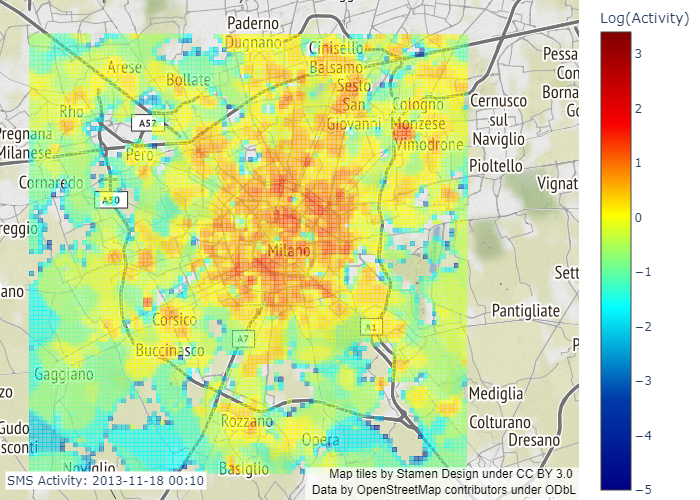 Paderno
Dugnano
Cinisello
Balsamo
Arese
Bollate
Sesto
San
Giovanni
Rho
A57
Cologno
Monzese
Vimodrone
Cernusco
sul
Naviglio
Pessa
Con
Borna
Go
Pregnana
Milanese
Pero
Pioltello
Cornaredo
A50
Vignat
reggio
Milano
Sett
ano
Pantigliate
Corsico
A7
A1
Buccinasco
P
Gaggiano
zo
Mediglia
Rozzano
Colturano
Dresano
Gudo
sconti
Opera
Noviglio
Basiglio
SMS Activity: 2013-11-18 00:10
Map tiles by Stamen Design under CC BY 3.0
Data by OpenStreetMap contributors under ODbL
Log(Activity)
3
2
1
0
−1
−2
−3
−4
−5